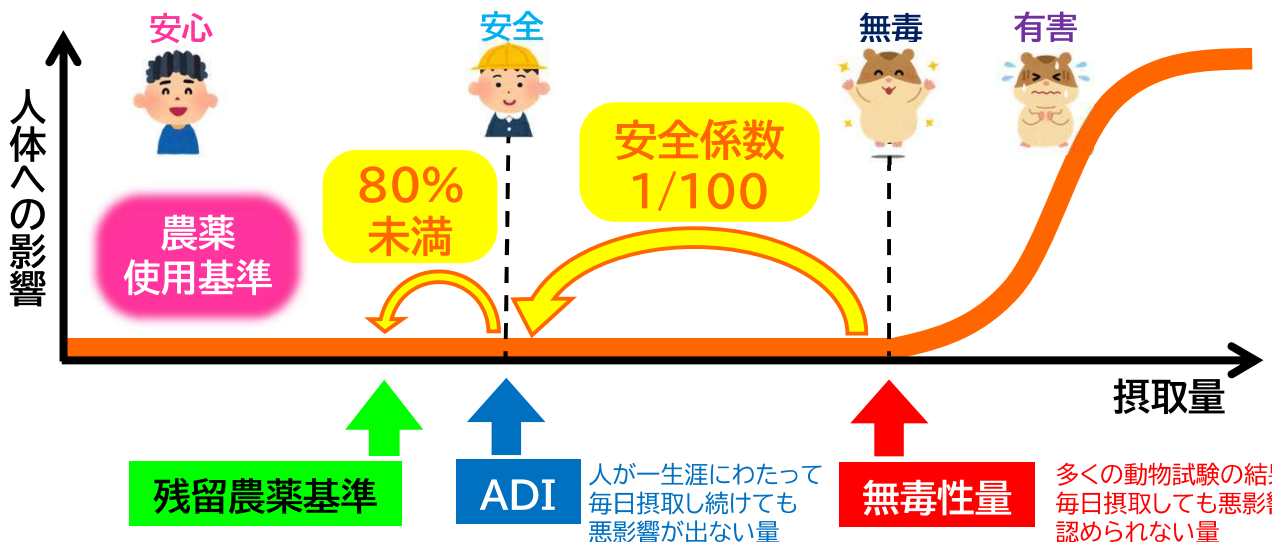 安心
安全
無毒
有害
人体への影響
安全係数
1/100
80%
未満
農薬
使用基準
摂取量
残留農薬基準
ADI
人が一生涯にわたって
毎日摂取し続けても
悪影響が出ない量
無毒性量
多くの動物試験の結
毎日摂取しても悪影
認められない量